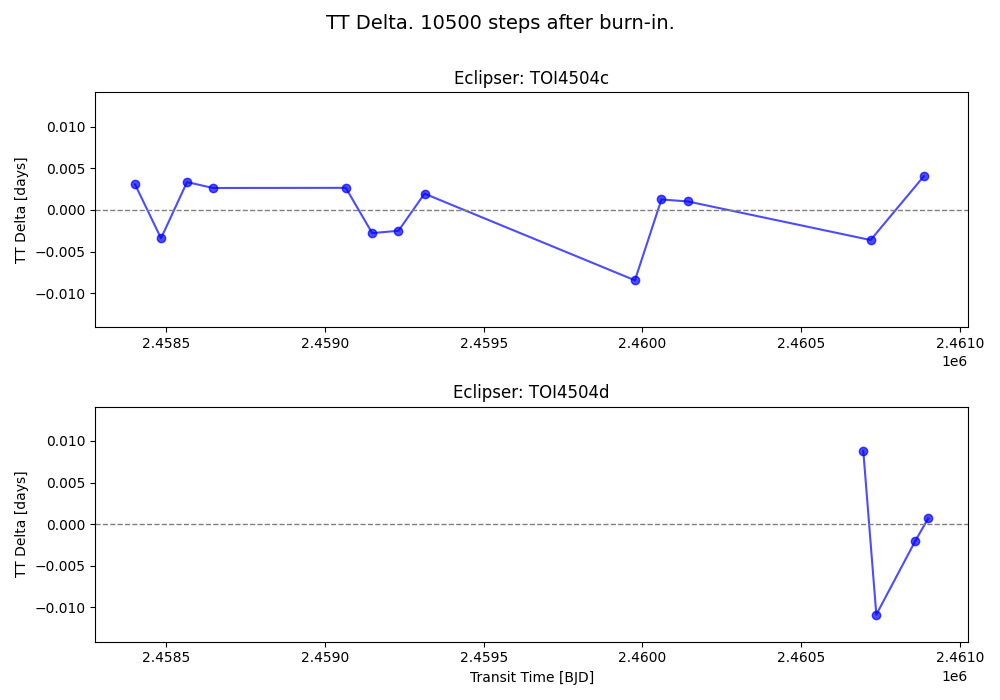 TT Delta. 10500 steps after burn-in.
Eclipser: TOI4504c
TT Delta [days]
0.010
0.005
0.000
−0.005
−0.010
2.4585 2.4590 2.4595 2.4600 2.4605 2.4610
1e6
Eclipser: TOI4504d
TT Delta [days]
0.010
0.005
0.000
−0.005
−0.010
2.4585 2.4590 2.4595 2.4600 2.4605 2.4610
1e6
Transit Time [BJD]